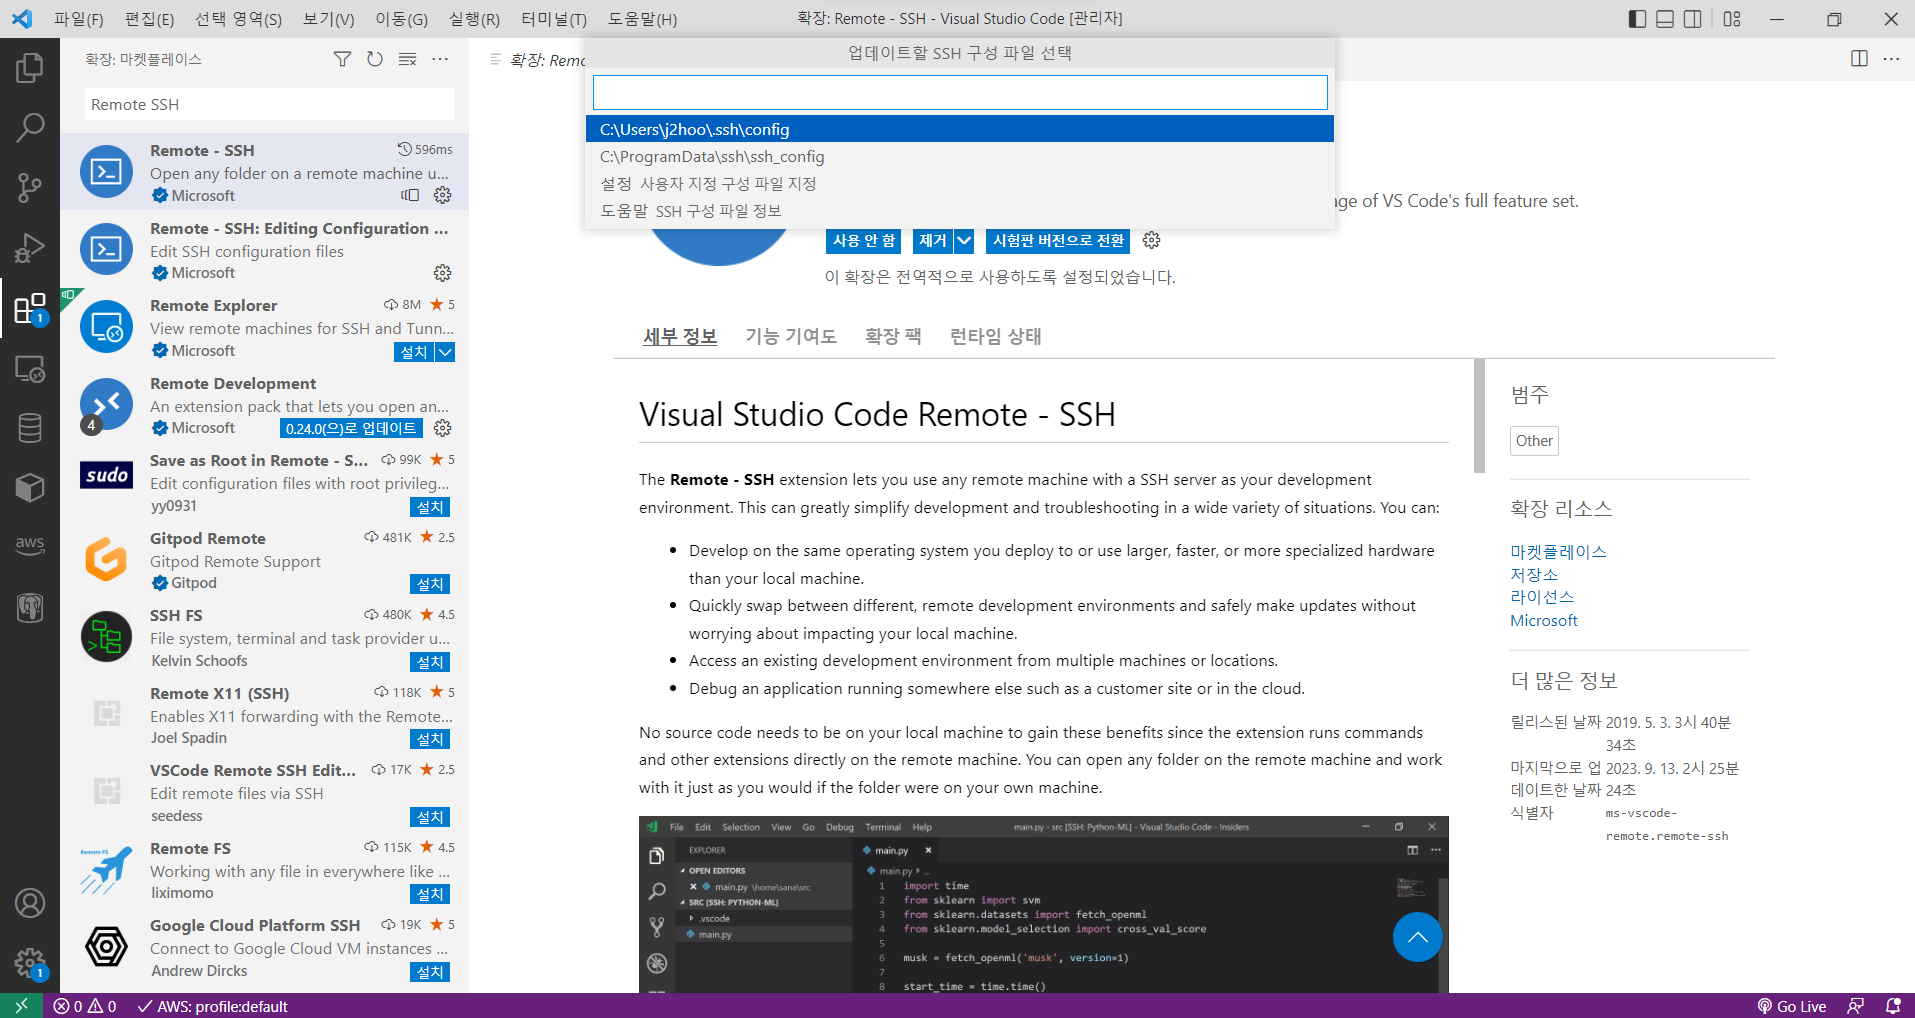 파일(F) 편집(E) 선택 영역(S) 보기(V) 이동(G) 실행(R) 터미널(T) 도움말(H)
확장: Remote - SSH - Visual Studio Code [관리자]
확장: 마켓플레이스
Remote SSH
Remote - SSH 596ms
Open any folder on a remote machine u...
Microsoft
Remote - SSH: Editing Configuration ...
Edit SSH configuration files
Microsoft
Remote Explorer 8M 5
View remote machines for SSH and Tunn...
Microsoft 설치
Remote Development
An extension pack that lets you open an...
4 Microsoft 0.24.0(으)로 업데이트
sudo
Save as Root in Remote - S... 99K 5
Edit configuration files with root privileg...
yy0931 설치
Gitpod Remote 481K 2.5
Gitpod Remote Support
Gitpod 설치
SSH FS 480K 4.5
File system, terminal and task provider u...
Kelvin Schoofs 설치
Remote X11 (SSH) 118K 5
Enables X11 forwarding with the Remote...
Joel Spadin 설치
VSCode Remote SSH Edit... 17K 2.5
Edit remote files via SSH
seedess 설치
Remote FS
Remote FS 115K 4.5
Working with any file in everywhere like ...
liximomo 설치
Google Cloud Platform SSH 19K 5
Connect to Google Cloud VM instances ...
Andrew Dircks 설치
aws
1
1
확장: Remo
업데이트할 SSH 구성 파일 선택
C:\Users\j2hoo\.ssh\config
C:\ProgramData\ssh\ssh_config
설정 사용자 지정 구성 파일 지정
도움말 SSH 구성 파일 정보
ge of VS Code's full feature set.
사용 안 함 제거 시험판 버전으로 전환
이 확장은 전역적으로 사용하도록 설정되었습니다.
세부 정보 기능 기여도 확장 팩 런타임 상태
Visual Studio Code Remote - SSH
The Remote - SSH extension lets you use any remote machine with a SSH server as your development
environment. This can greatly simplify development and troubleshooting in a wide variety of situations. You can:
Develop on the same operating system you deploy to or use larger, faster, or more specialized hardware
than your local machine.
Quickly swap between different, remote development environments and safely make updates without
worrying about impacting your local machine.
Access an existing development environment from multiple machines or locations.
Debug an application running somewhere else such as a customer site or in the cloud.
No source code needs to be on your local machine to gain these benefits since the extension runs commands
and other extensions directly on the remote machine. You can open any folder on the remote machine and work
with it just as you would if the folder were on your own machine.
File Edit Selection View Go Debug Terminal Help
main.py - src [SSH: Python-ML] - Visual Studio Code - Insiders
EXPLORER
OPEN EDITORS
main.py \home\sana\src
SRC [SSH: PYTHON-ML]
.vscode
main.py
main.py
main.py ...
1 import time
2 from sklearn import svm
3 from sklearn.datasets import fetch_openml
4 from sklearn.model_selection import cross_val_score
5
6 musk = fetch_openml('musk', version=1)
7
8 start_time = time.time()
범주
Other
확장 리소스
마켓플레이스
저장소
라이선스
Microsoft
더 많은 정보
릴리스된 날짜 2019. 5. 3. 3시 40분
34초
마지막으로 업 2023. 9. 13. 2시 25분
데이트한 날짜 24초
식별자 ms-vscode-
remote.remote-ssh
0 0 AWS: profile:default
Go Live